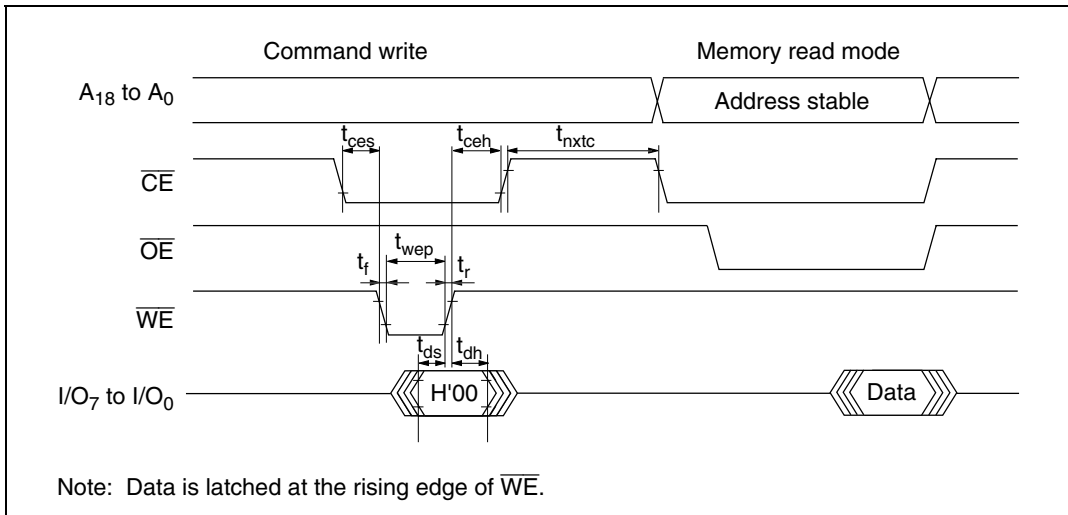 Command write
Memory read mode
A18 to A0
Address stable
tces
tceh
tnxtc
CE
OE
twep
tf
tr
WE
tds
tdh
I/O7 to I/O0
H'00
Data
Note: Data is latched at the rising edge of WE.